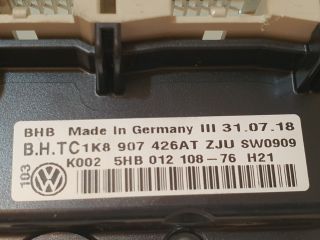 BHB Made In Germany III 31.07.18
B.H.TC1K8 907 426AT ZJU SW0909
K002 5HB 012 108-76 H21
103